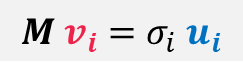 M v_i = σ_i u_i